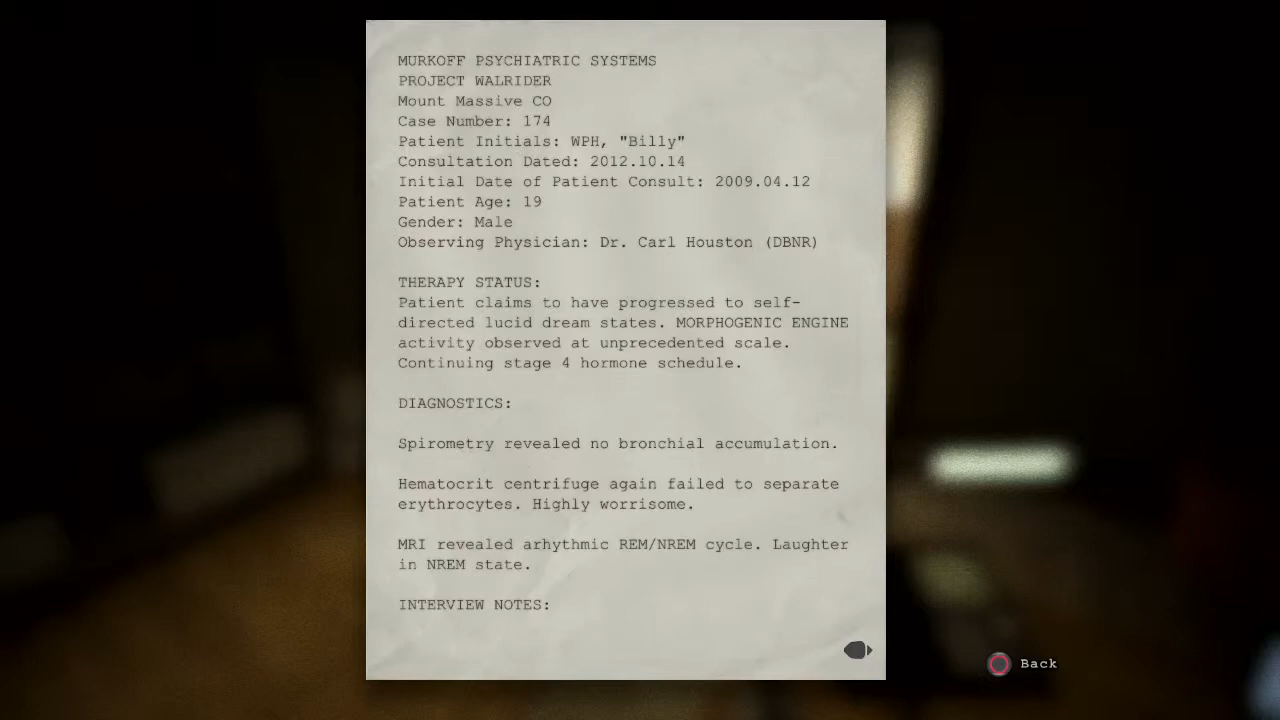 MURKOFF PSYCHIATRIC SYSTEMS
PROJECT WALRIDER
Mount Massive CO
Case Number: 174
Patient Initials: WPH, "Billy"
Consultation Dated: 2012.10.14
Initial Date of Patient Consult: 2009.04.12
Patient Age: 19
Gender: Male
Observing Physician: Dr. Carl Houston (DBNR)
THERAPY STATUS:
Patient claims to have progressed to self-
directed lucid dream states. MORPHOGENIC ENGINE
activity observed at unprecedented scale.
Continuing stage 4 hormone schedule.
DIAGNOSTICS:
Spirometry revealed no bronchial accumulation.
Hematocrit centrifuge again failed to separate
erythrocytes. Highly worrisome.
MRI revealed arhythmic REM/NREM cycle. Laughter
in NREM state.
INTERVIEW NOTES:
Back